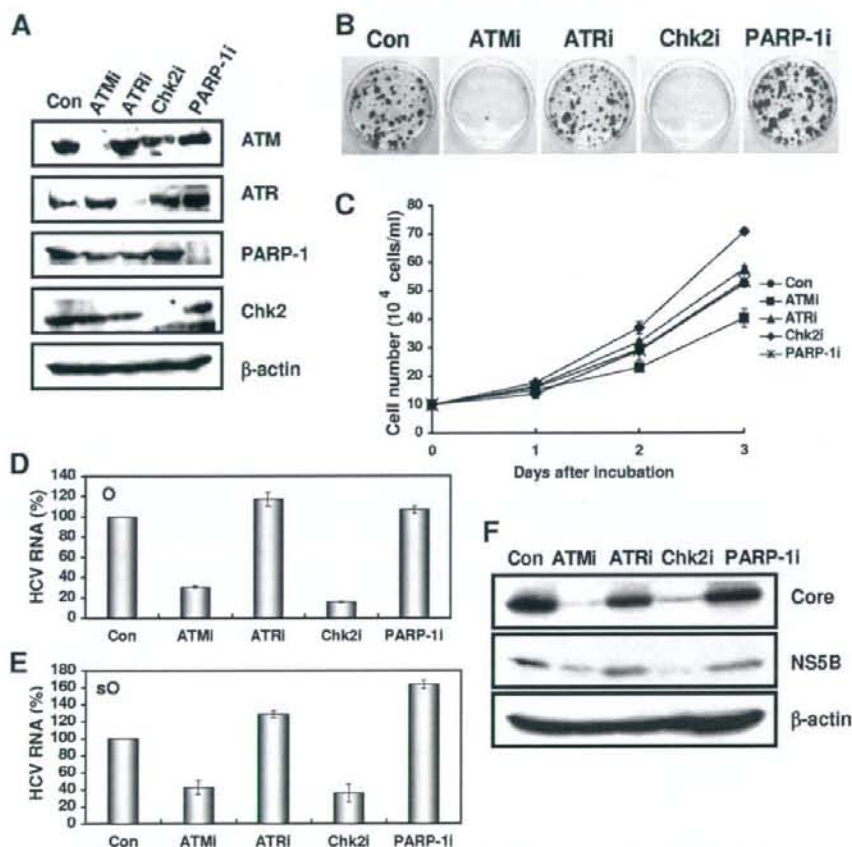 A
Con ATMi ATRi Chk2i PARP-1i
ATM
ATR
PARP-1
Chk2
β-actin
B
Con ATMi ATRi Chk2i PARP-1i
C
Cell number (10^4 cells/ml)
80
70
60
50
40
30
20
10
0 1 2 3
Days after incubation
Con
ATMi
ATRi
Chk2i
PARP-1i
D
O
HCV RNA (%)
140
120
100
80
60
40
20
0
Con ATMi ATRi Chk2i PARP-1i
E
sO
HCV RNA (%)
180
160
140
120
100
80
60
40
20
0
Con ATMi ATRi Chk2i PARP-1i
F
Con ATMi ATRi Chk2i PARP-1i
Core
NS5B
β-actin